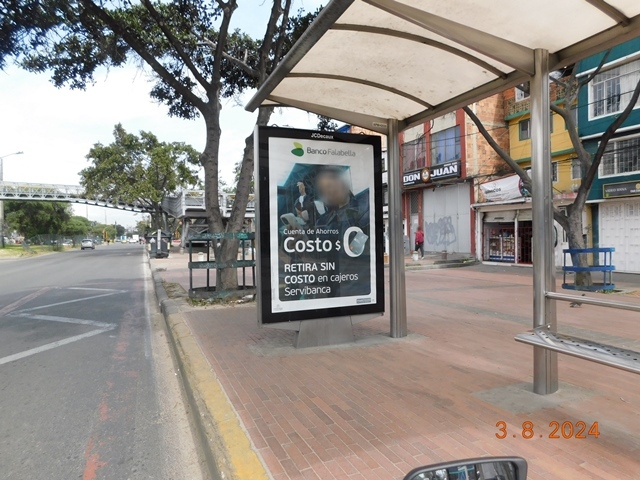 JCDecaux
Banco Falabella
Cuenta de Ahorros
Costo $0
RETIRA SIN
COSTO en cajeros
Servibanca
DON JUAN
3.8.2024